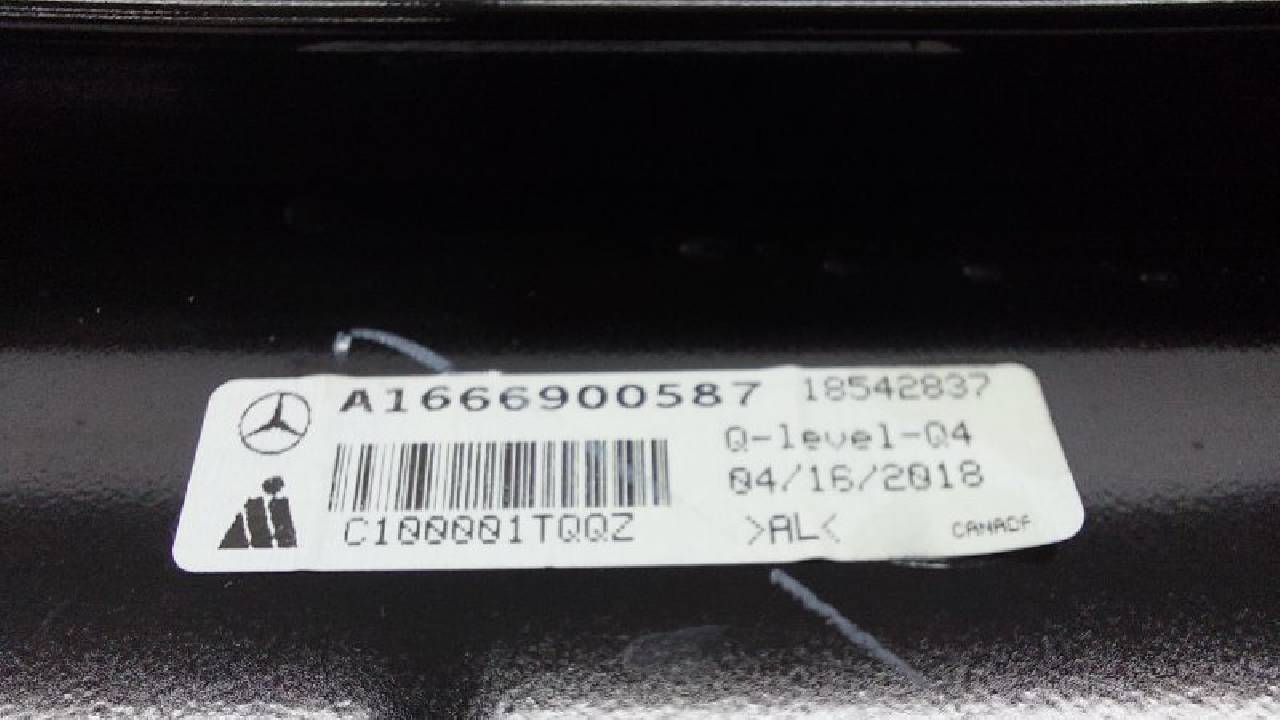 A1666900587 18542837
Q-level-Q4
04/16/2018
C100001TQQZ >AL< CANADA